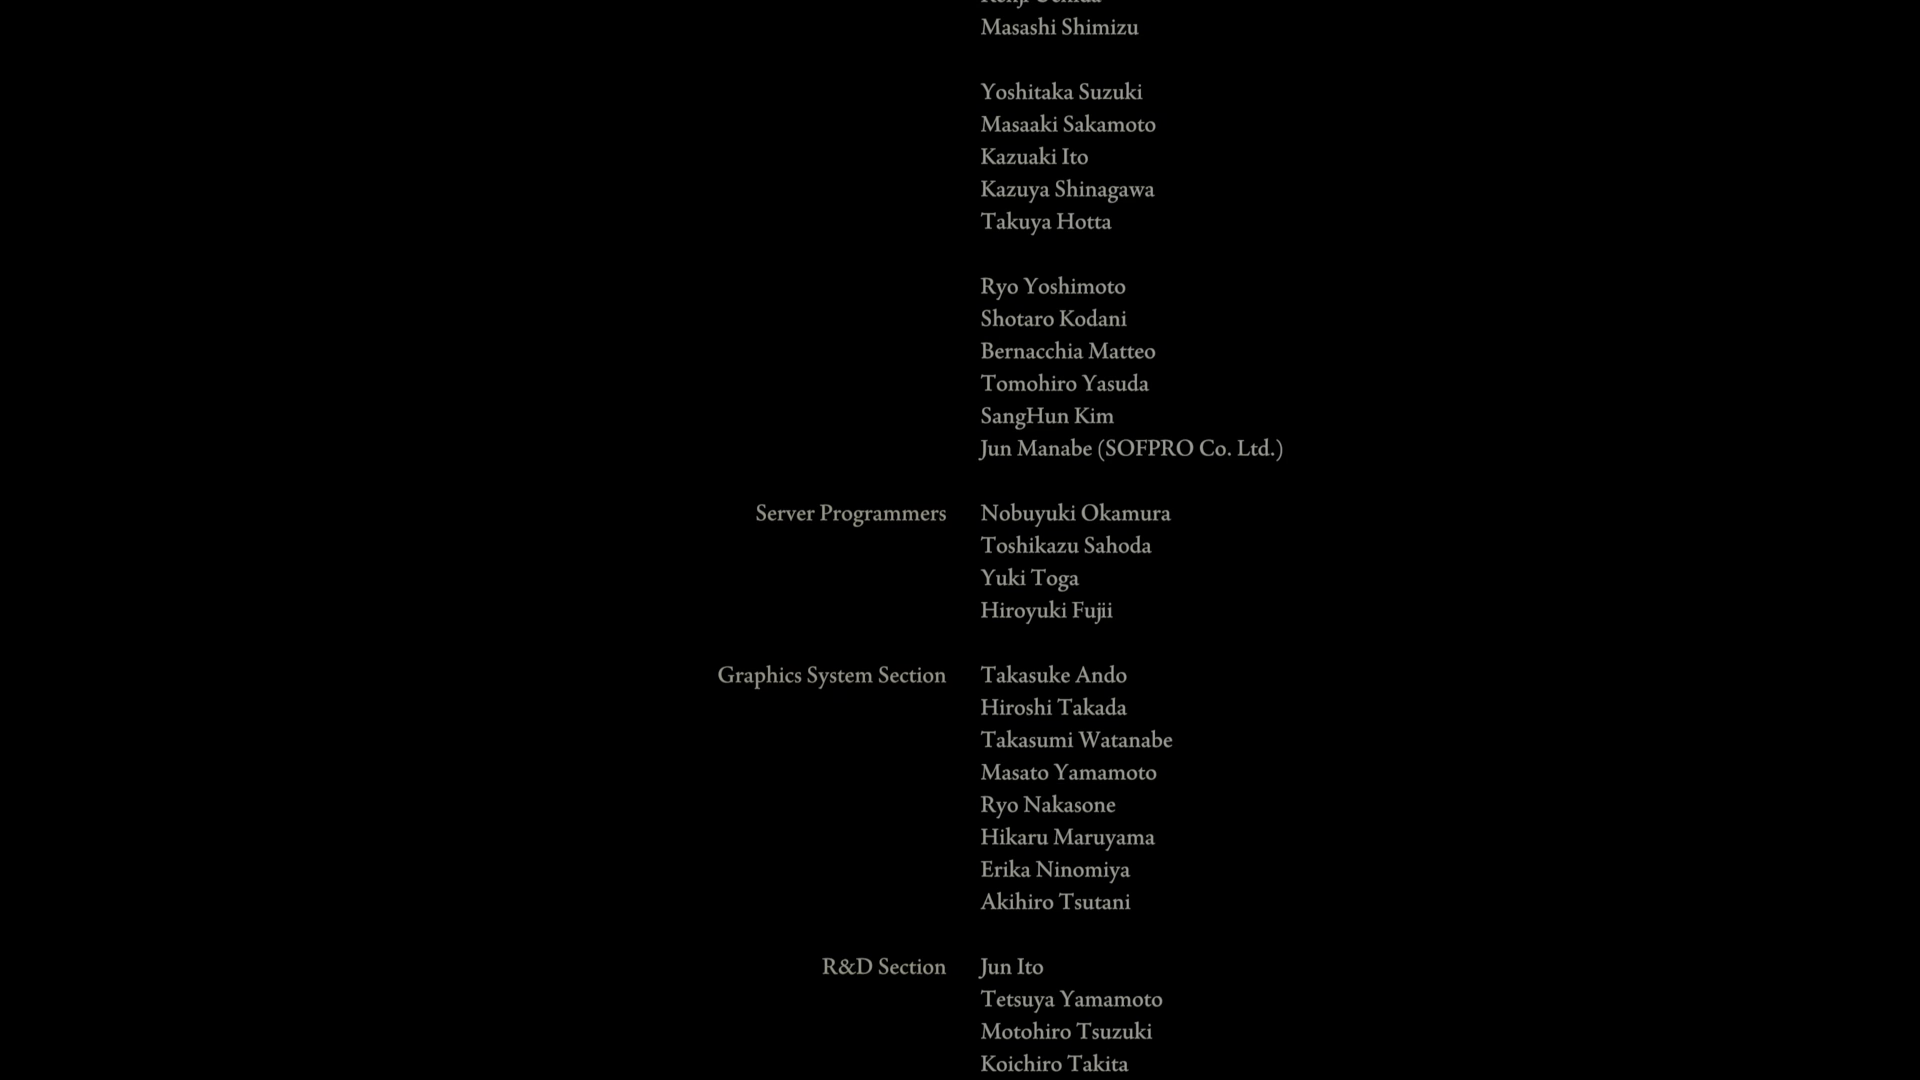 Masashi Shimizu
Yoshitaka Suzuki
Masaaki Sakamoto
Kazuaki Ito
Kazuya Shinagawa
Takuya Hotta
Ryo Yoshimoto
Shotaro Kodani
Bernacchia Matteo
Tomohiro Yasuda
SangHun Kim
Jun Manabe (SOFPRO Co. Ltd.)
Server Programmers Nobuyuki Okamura
Toshikazu Sahoda
Yuki Toga
Hiroyuki Fujii
Graphics System Section Takasuke Ando
Hiroshi Takada
Takasumi Watanabe
Masato Yamamoto
Ryo Nakasone
Hikaru Maruyama
Erika Ninomiya
Akihiro Tsutani
R&D Section Jun Ito
Tetsuya Yamamoto
Motohiro Tsuzuki
Koichiro Takita